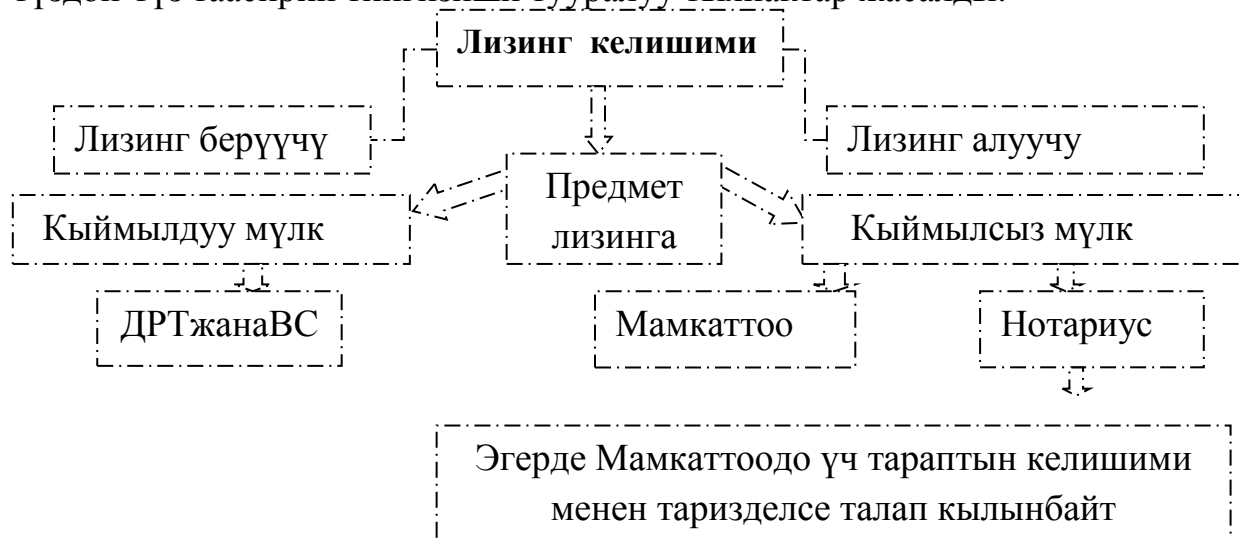 Лизинг келишими
Лизинг берүүчү
Лизинг алуучу
Предмет
лизинга
Кыймылдуу мүлк
Кыймылсыз мүлк
ДРТжанаВС
Мамкаттоо
Нотариус
Эгерде Мамкаттоодо үч тараптын келишими
менен таризделсе талап кылынбайт